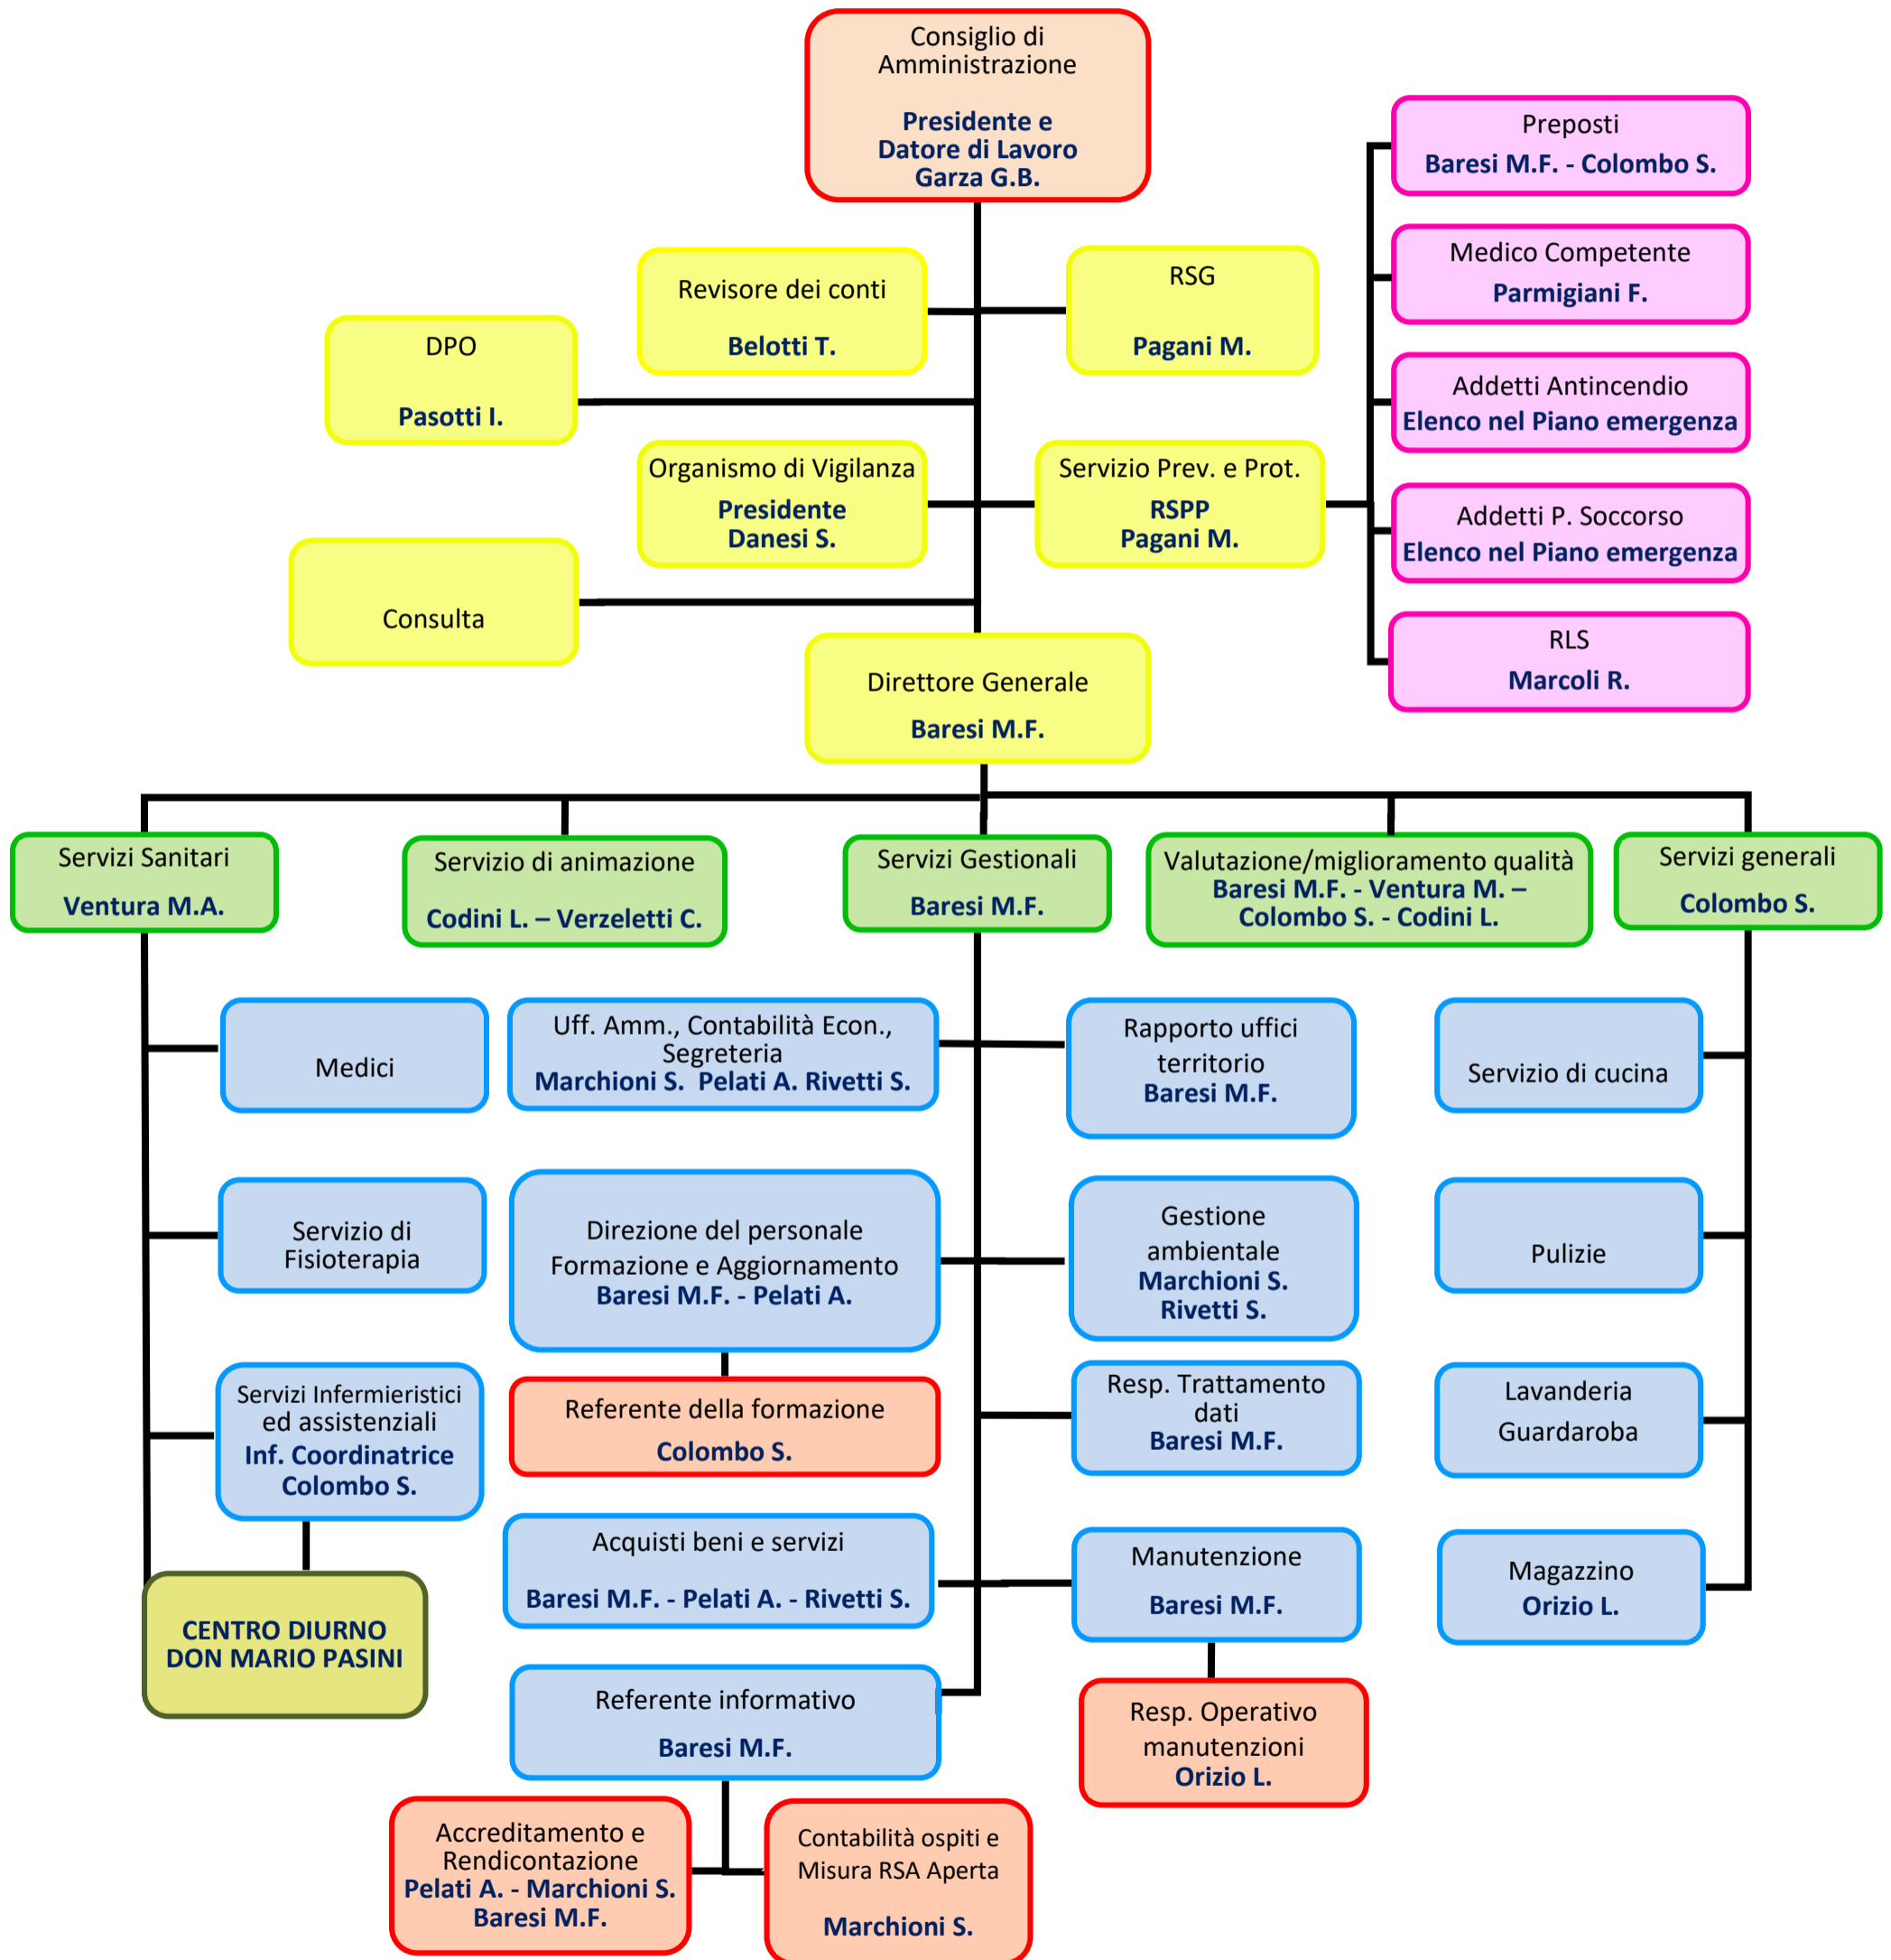 Consiglio di
Amministrazione
Presidente e
Datore di Lavoro
Garza G.B.
Preposti
Baresi M.F. - Colombo S.
Medico Competente
Parmigiani F.
Addetti Antincendio
Elenco nel Piano emergenza
Addetti P. Soccorso
Elenco nel Piano emergenza
RLS
Marcoli R.
Revisore dei conti
Belotti T.
RSG
Pagani M.
DPO
Pasotti I.
Organismo di Vigilanza
Presidente
Danesi S.
Servizio Prev. e Prot.
RSPP
Pagani M.
Consulta
Direttore Generale
Baresi M.F.
Servizi Sanitari
Ventura M.A.
Servizio di animazione
Codini L. – Verzeletti C.
Servizi Gestionali
Baresi M.F.
Valutazione/miglioramento qualità
Baresi M.F. - Ventura M. –
Colombo S. - Codini L.
Servizi generali
Colombo S.
Medici
Uff. Amm., Contabilità Econ.,
Segreteria
Marchioni S.  Pelati A. Rivetti S.
Rapporto uffici
territorio
Baresi M.F.
Servizio di cucina
Servizio di
Fisioterapia
Direzione del personale
Formazione e Aggiornamento
Baresi M.F. - Pelati A.
Gestione
ambientale
Marchioni S.
Rivetti S.
Pulizie
Servizi Infermieristici
ed assistenziali
Inf. Coordinatrice
Colombo S.
Referente della formazione
Colombo S.
Resp. Trattamento
dati
Baresi M.F.
Lavanderia
Guardaroba
CENTRO DIURNO
DON MARIO PASINI
Acquisti beni e servizi
Baresi M.F. - Pelati A. - Rivetti S.
Manutenzione
Baresi M.F.
Magazzino
Orizio L.
Referente informativo
Baresi M.F.
Resp. Operativo
manutenzioni
Orizio L.
Accreditamento e
Rendicontazione
Pelati A. - Marchioni S.
Baresi M.F.
Contabilità ospiti e
Misura RSA Aperta
Marchioni S.